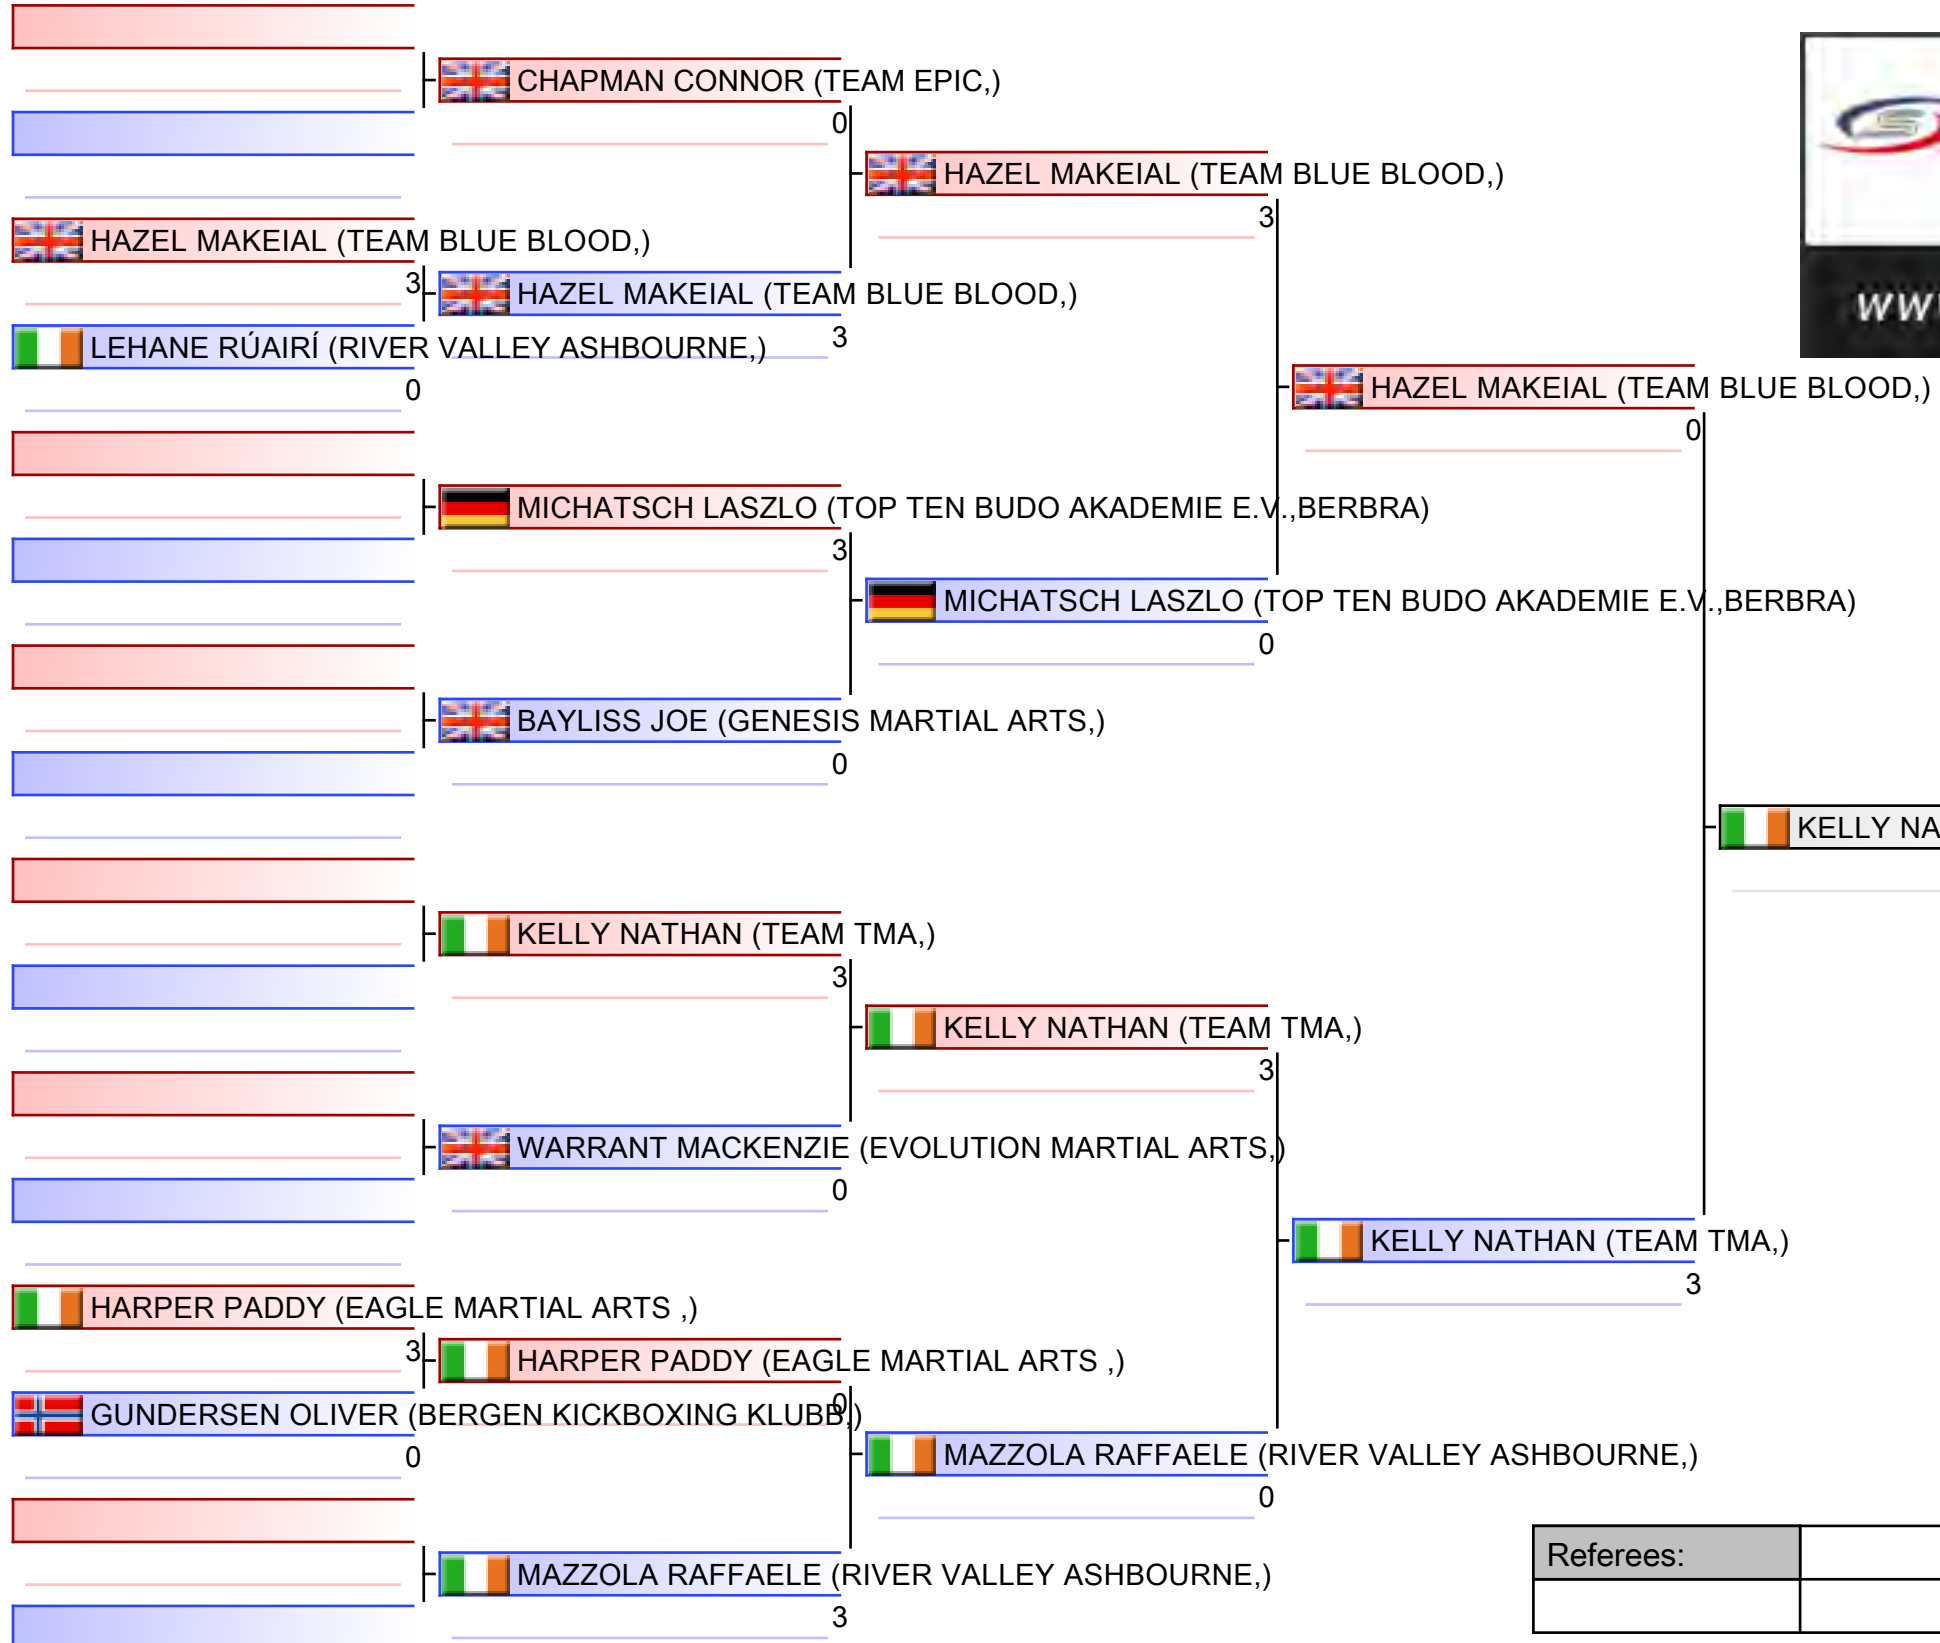 CHAPMAN CONNOR (TEAM EPIC,)
0
HAZEL MAKEIAL (TEAM BLUE BLOOD,)
3
HAZEL MAKEIAL (TEAM BLUE BLOOD,)
3
HAZEL MAKEIAL (TEAM BLUE BLOOD,)
3
LEHANE RÚAIRÍ (RIVER VALLEY ASHBOURNE,)
0
HAZEL MAKEIAL (TEAM BLUE BLOOD,)
0
MICHATSCH LASZLO (TOP TEN BUDO AKADEMIE E.V.,BERBRA)
3
MICHATSCH LASZLO (TOP TEN BUDO AKADEMIE E.V.,BERBRA)
0
BAYLISS JOE (GENESIS MARTIAL ARTS,)
0
KELLY NA
KELLY NATHAN (TEAM TMA,)
3
KELLY NATHAN (TEAM TMA,)
3
WARRANT MACKENZIE (EVOLUTION MARTIAL ARTS,)
0
KELLY NATHAN (TEAM TMA,)
3
HARPER PADDY (EAGLE MARTIAL ARTS ,)
3
HARPER PADDY (EAGLE MARTIAL ARTS ,)
0
GUNDERSEN OLIVER (BERGEN KICKBOXING KLUBB,)
0
MAZZOLA RAFFAELE (RIVER VALLEY ASHBOURNE,)
0
MAZZOLA RAFFAELE (RIVER VALLEY ASHBOURNE,)
3
Referees: